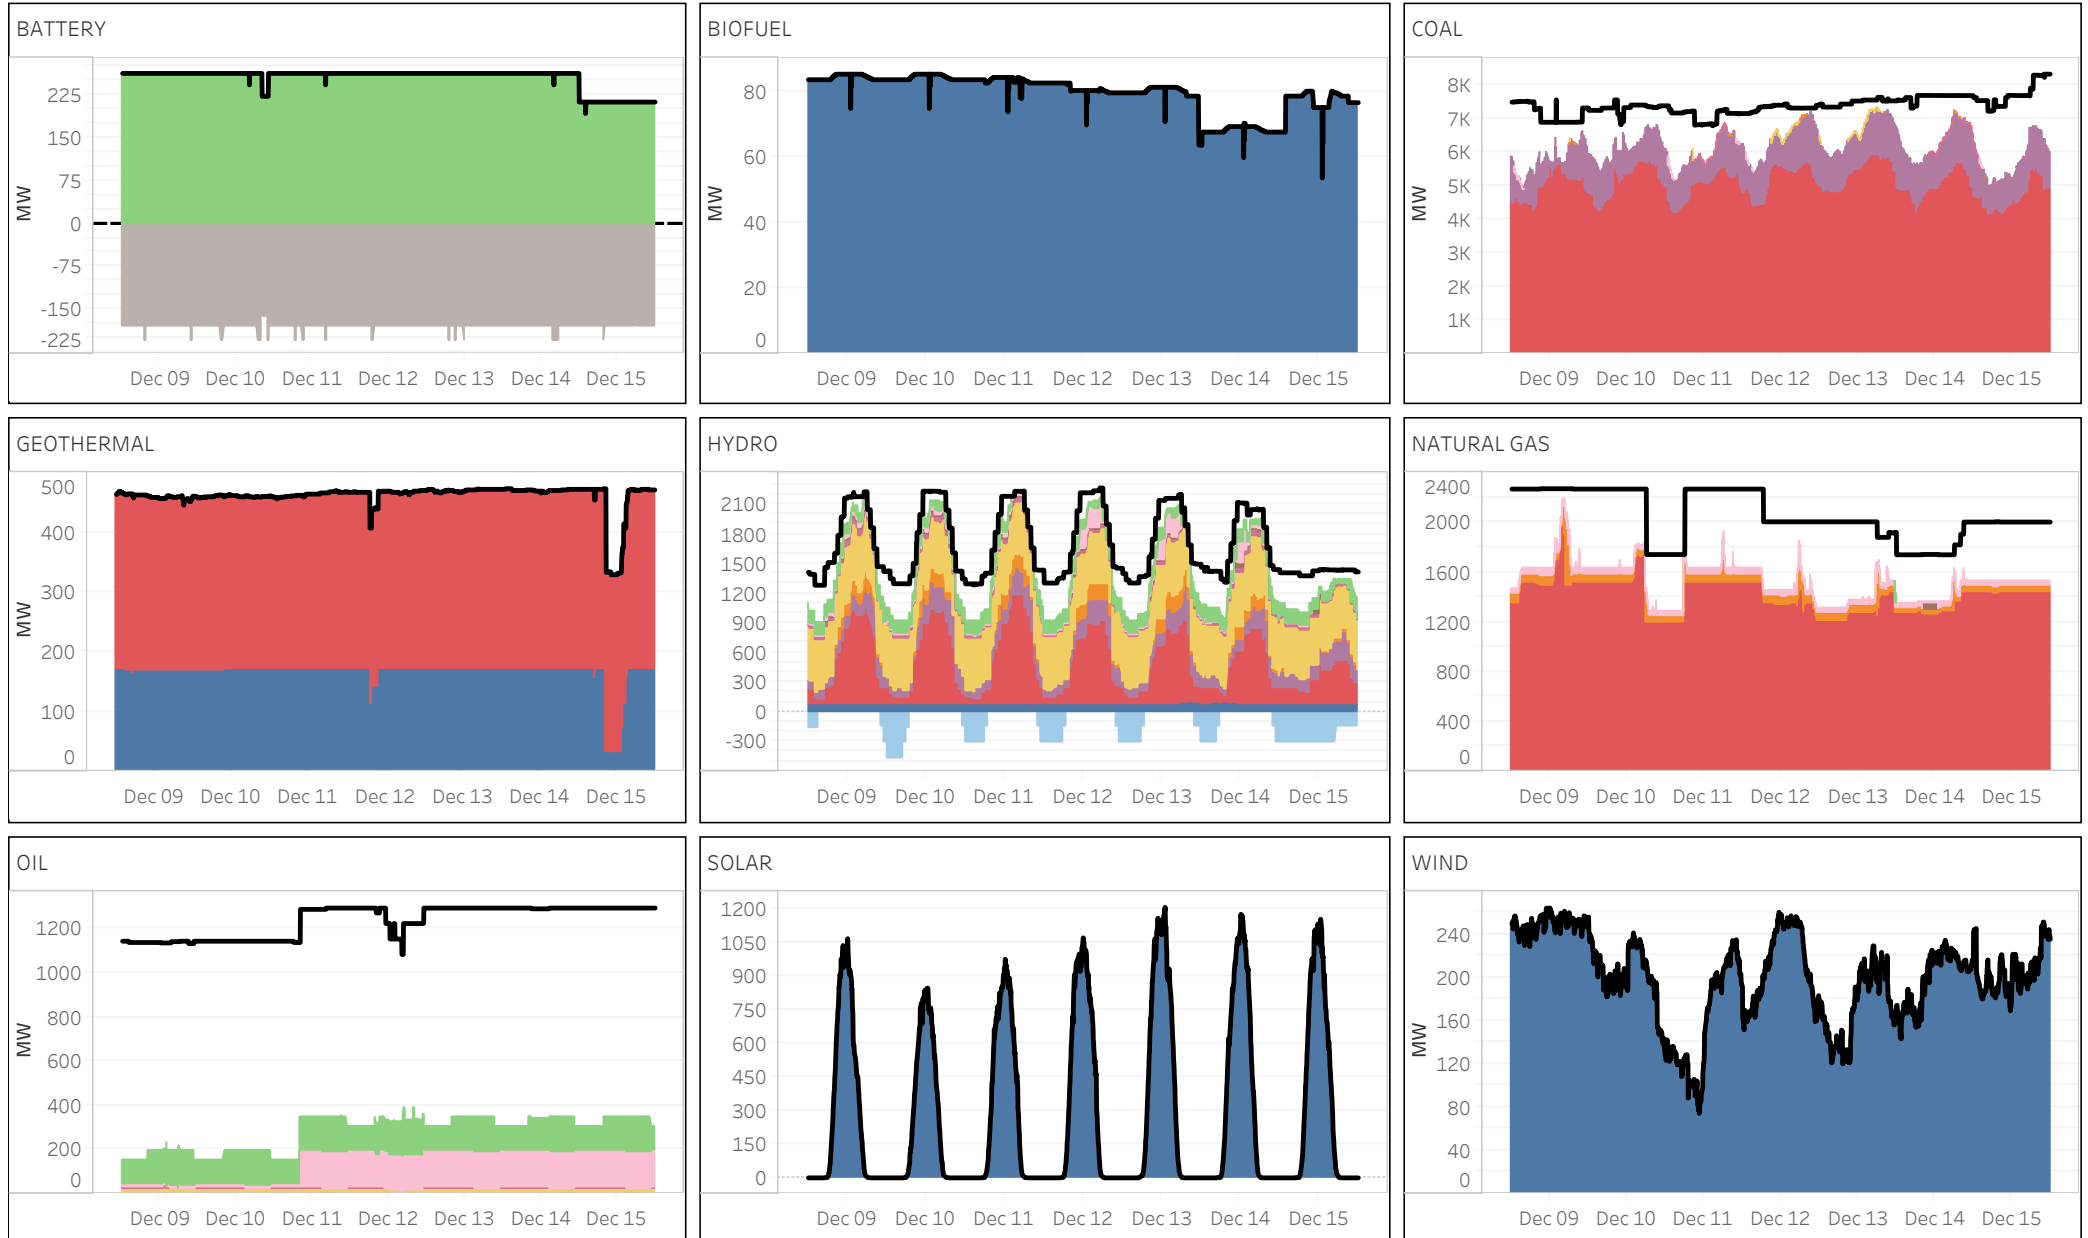 BATTERY
MW
225
150
75
0
-75
-150
-225
Dec 09 Dec 10 Dec 11 Dec 12 Dec 13 Dec 14 Dec 15
BIOFUEL
MW
80
60
40
20
0
Dec 09 Dec 10 Dec 11 Dec 12 Dec 13 Dec 14 Dec 15
COAL
MW
8K
7K
6K
5K
4K
3K
2K
1K
Dec 09 Dec 10 Dec 11 Dec 12 Dec 13 Dec 14 Dec 15
GEOTHERMAL
MW
500
400
300
200
100
0
Dec 09 Dec 10 Dec 11 Dec 12 Dec 13 Dec 14 Dec 15
HYDRO
2100
1800
1500
1200
900
600
300
0
-300
Dec 09 Dec 10 Dec 11 Dec 12 Dec 13 Dec 14 Dec 15
NATURAL GAS
2400
2000
1600
1200
800
400
0
Dec 09 Dec 10 Dec 11 Dec 12 Dec 13 Dec 14 Dec 15
OIL
MW
1200
1000
800
600
400
200
0
Dec 09 Dec 10 Dec 11 Dec 12 Dec 13 Dec 14 Dec 15
SOLAR
1200
1050
900
750
600
450
300
150
0
Dec 09 Dec 10 Dec 11 Dec 12 Dec 13 Dec 14 Dec 15
WIND
MW
240
200
160
120
80
40
0
Dec 09 Dec 10 Dec 11 Dec 12 Dec 13 Dec 14 Dec 15